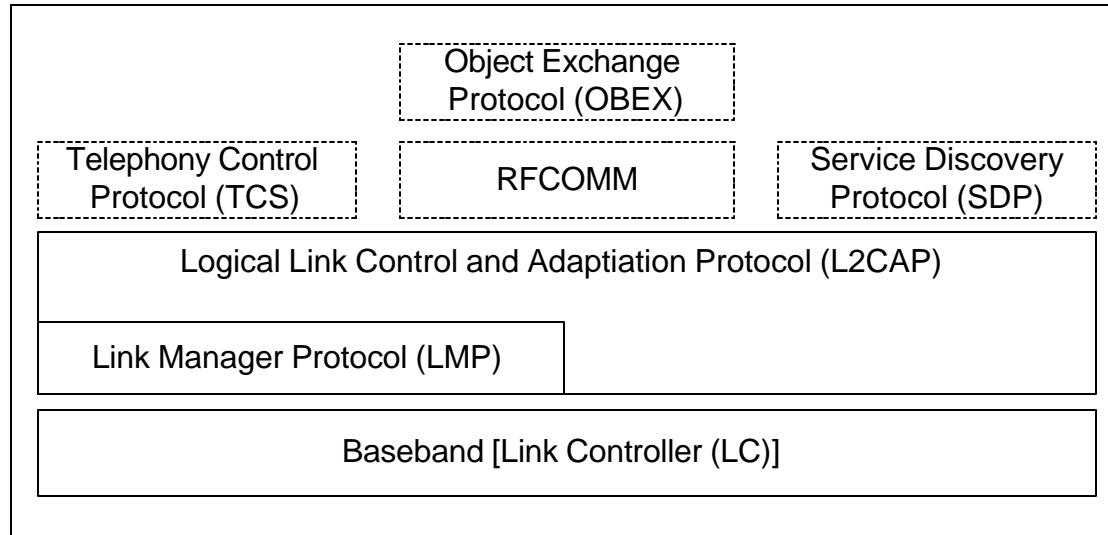 Object Exchange
Protocol (OBEX)
Telephony Control
Protocol (TCS)
RFCOMM
Service Discovery
Protocol (SDP)
Logical Link Control and Adaptiation Protocol (L2CAP)
Link Manager Protocol (LMP)
Baseband [Link Controller (LC)]